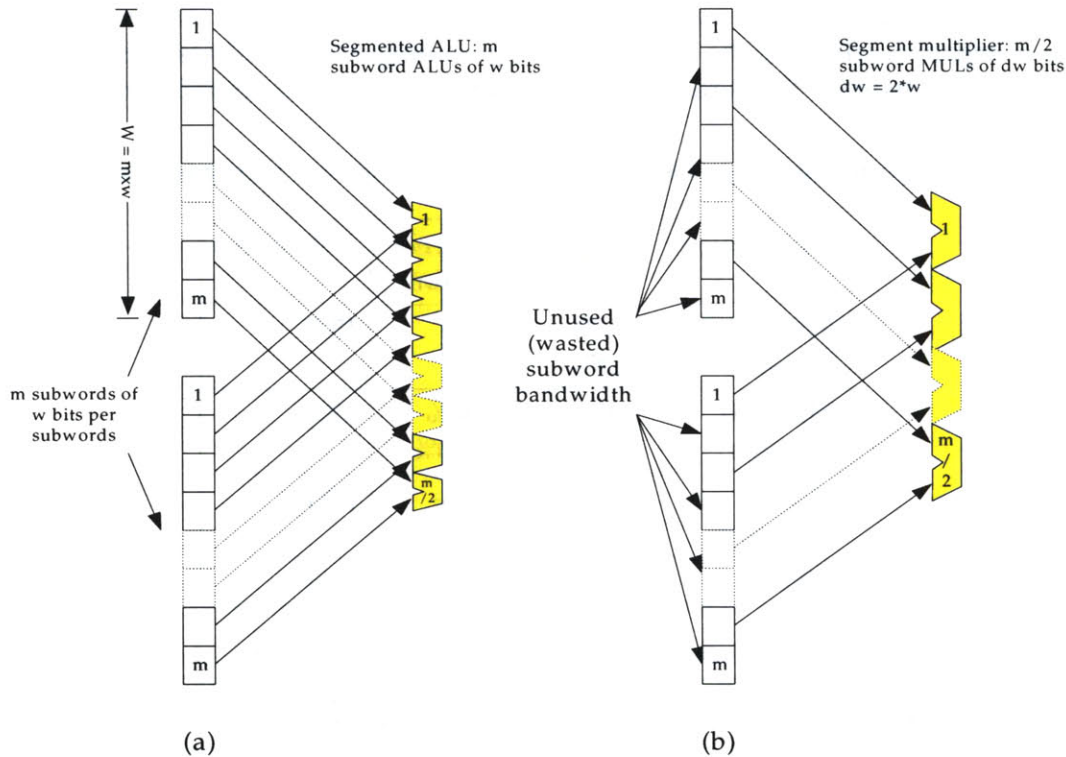 1
Segmented ALU: m
subword ALUs of w bits
W = mxw
1
m
m subwords of
w bits per
subwords
1
m
/2
m
(a)
1
Segment multiplier: m/2
subword MULs of dw bits
dw = 2*w
1
m
Unused
(wasted)
subword
bandwidth
1
m
/
2
m
(b)